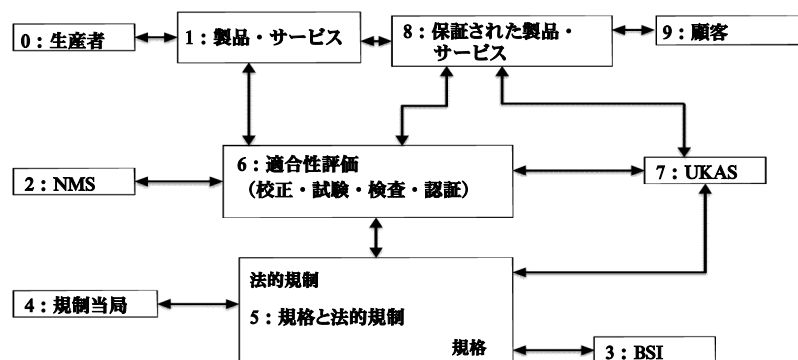 0：生産者
1：製品・サービス
8：保証された製品・
サービス
9：顧客
6：適合性評価
（校正・試験・検査・認証）
2：NMS
7：UKAS
法的規制
4：規制当局
5：規格と法的規制
規格
3：BSI